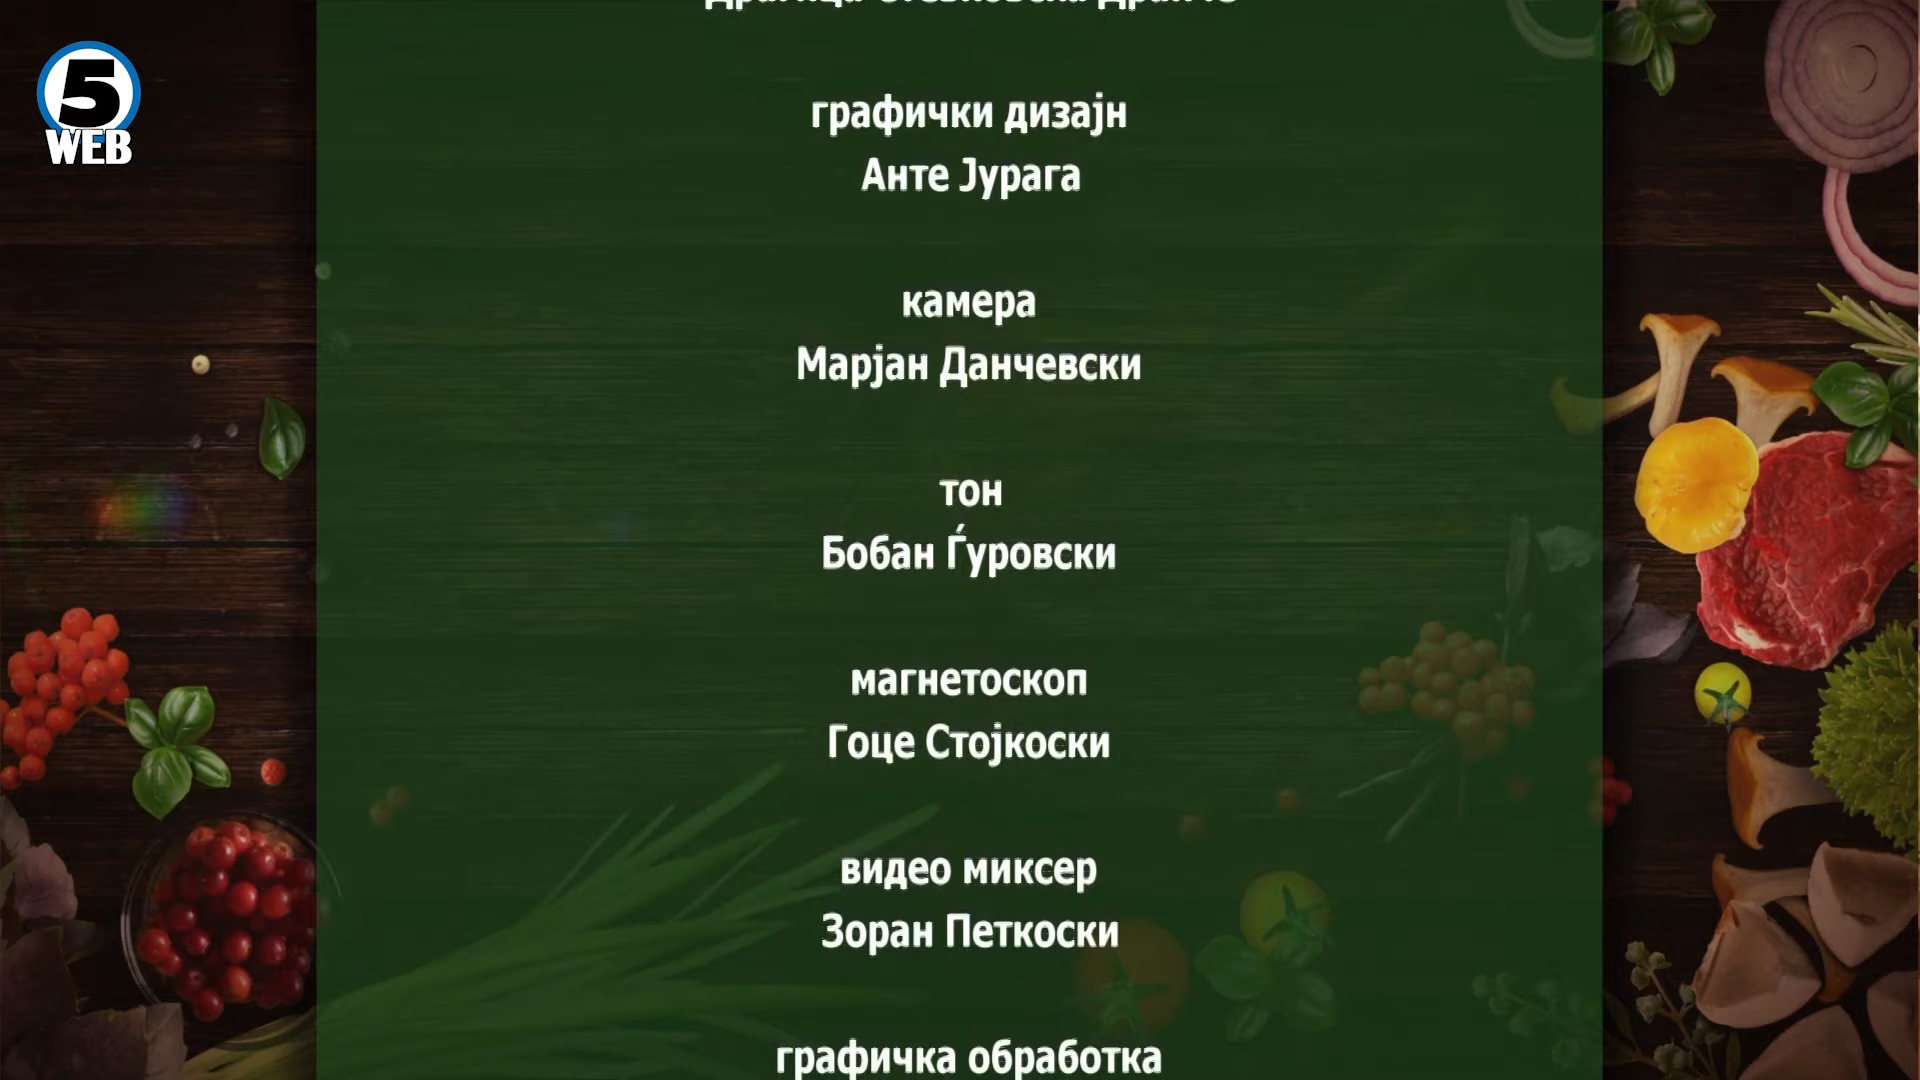 5
WEB
графички дизајн
Анте Јурага
камера
Марјан Данчевски
тон
Бобан Ѓуровски
магнетоскоп
Гоце Стојкоски
видео миксер
Зоран Петкоски
графичка обработка